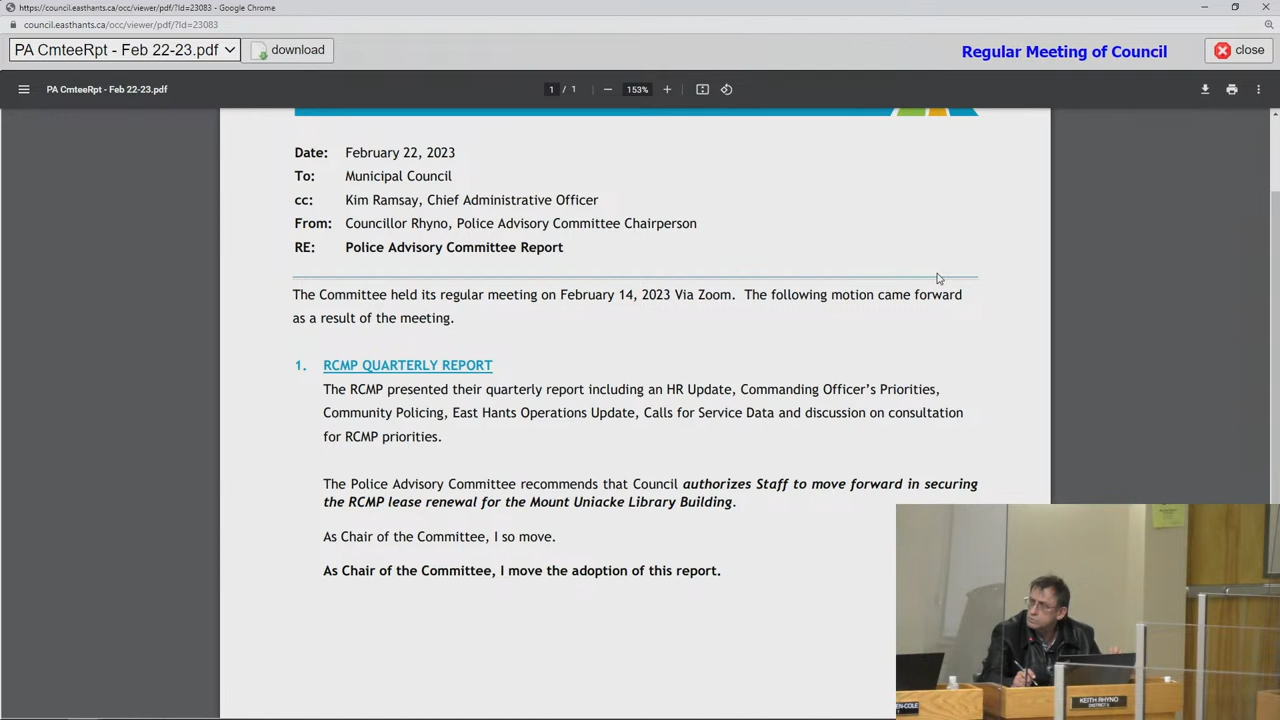 https://council.easthants.ca/occ/viewer/pdf/?Id=23083 - Google Chrome
council.easthants.ca/occ/viewer/pdf/?Id=23083
PA CmteeRpt - Feb 22-23.pdf
download
Regular Meeting of Council
close
PA CmteeRpt - Feb 22-23.pdf
1 / 1
153%
Date: February 22, 2023
To: Municipal Council
cc: Kim Ramsay, Chief Administrative Officer
From: Councillor Rhyno, Police Advisory Committee Chairperson
RE: Police Advisory Committee Report
The Committee held its regular meeting on February 14, 2023 Via Zoom. The following motion came forward
as a result of the meeting.
1. RCMP QUARTERLY REPORT
The RCMP presented their quarterly report including an HR Update, Commanding Officer’s Priorities,
Community Policing, East Hants Operations Update, Calls for Service Data and discussion on consultation
for RCMP priorities.
The Police Advisory Committee recommends that Council authorizes Staff to move forward in securing
the RCMP lease renewal for the Mount Uniacke Library Building.
As Chair of the Committee, I so move.
As Chair of the Committee, I move the adoption of this report.
KEITH RHYNO
EN-COLE